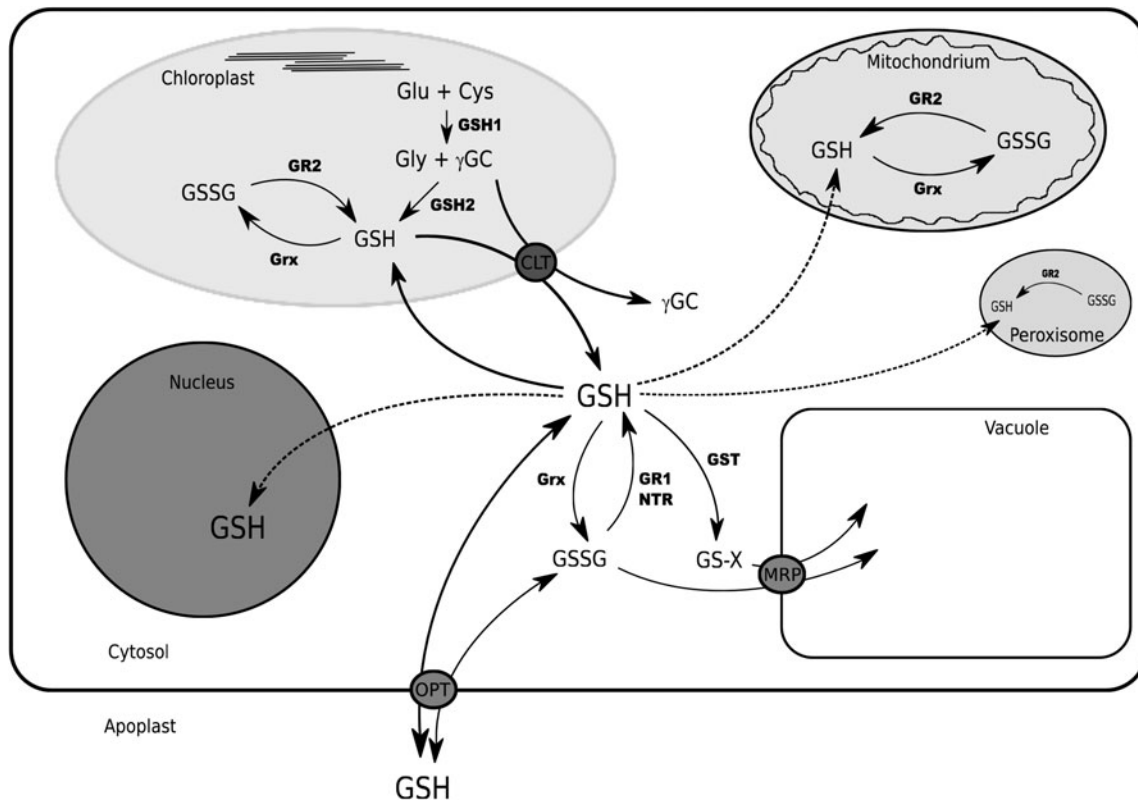 Chloroplast
Glu + Cys
GSH1
Gly + γGC
GSH2
GR2
GSSG
GSH
Grx
CLT
γGC
Mitochondrium
GR2
GSH
GSSG
Grx
GR2
GSH
GSSG
Peroxisome
Nucleus
GSH
GSH
Grx
GR1
NTR
GST
GSSG
GS-X
MRP
Vacuole
Cytosol
OPT
Apoplast
GSH